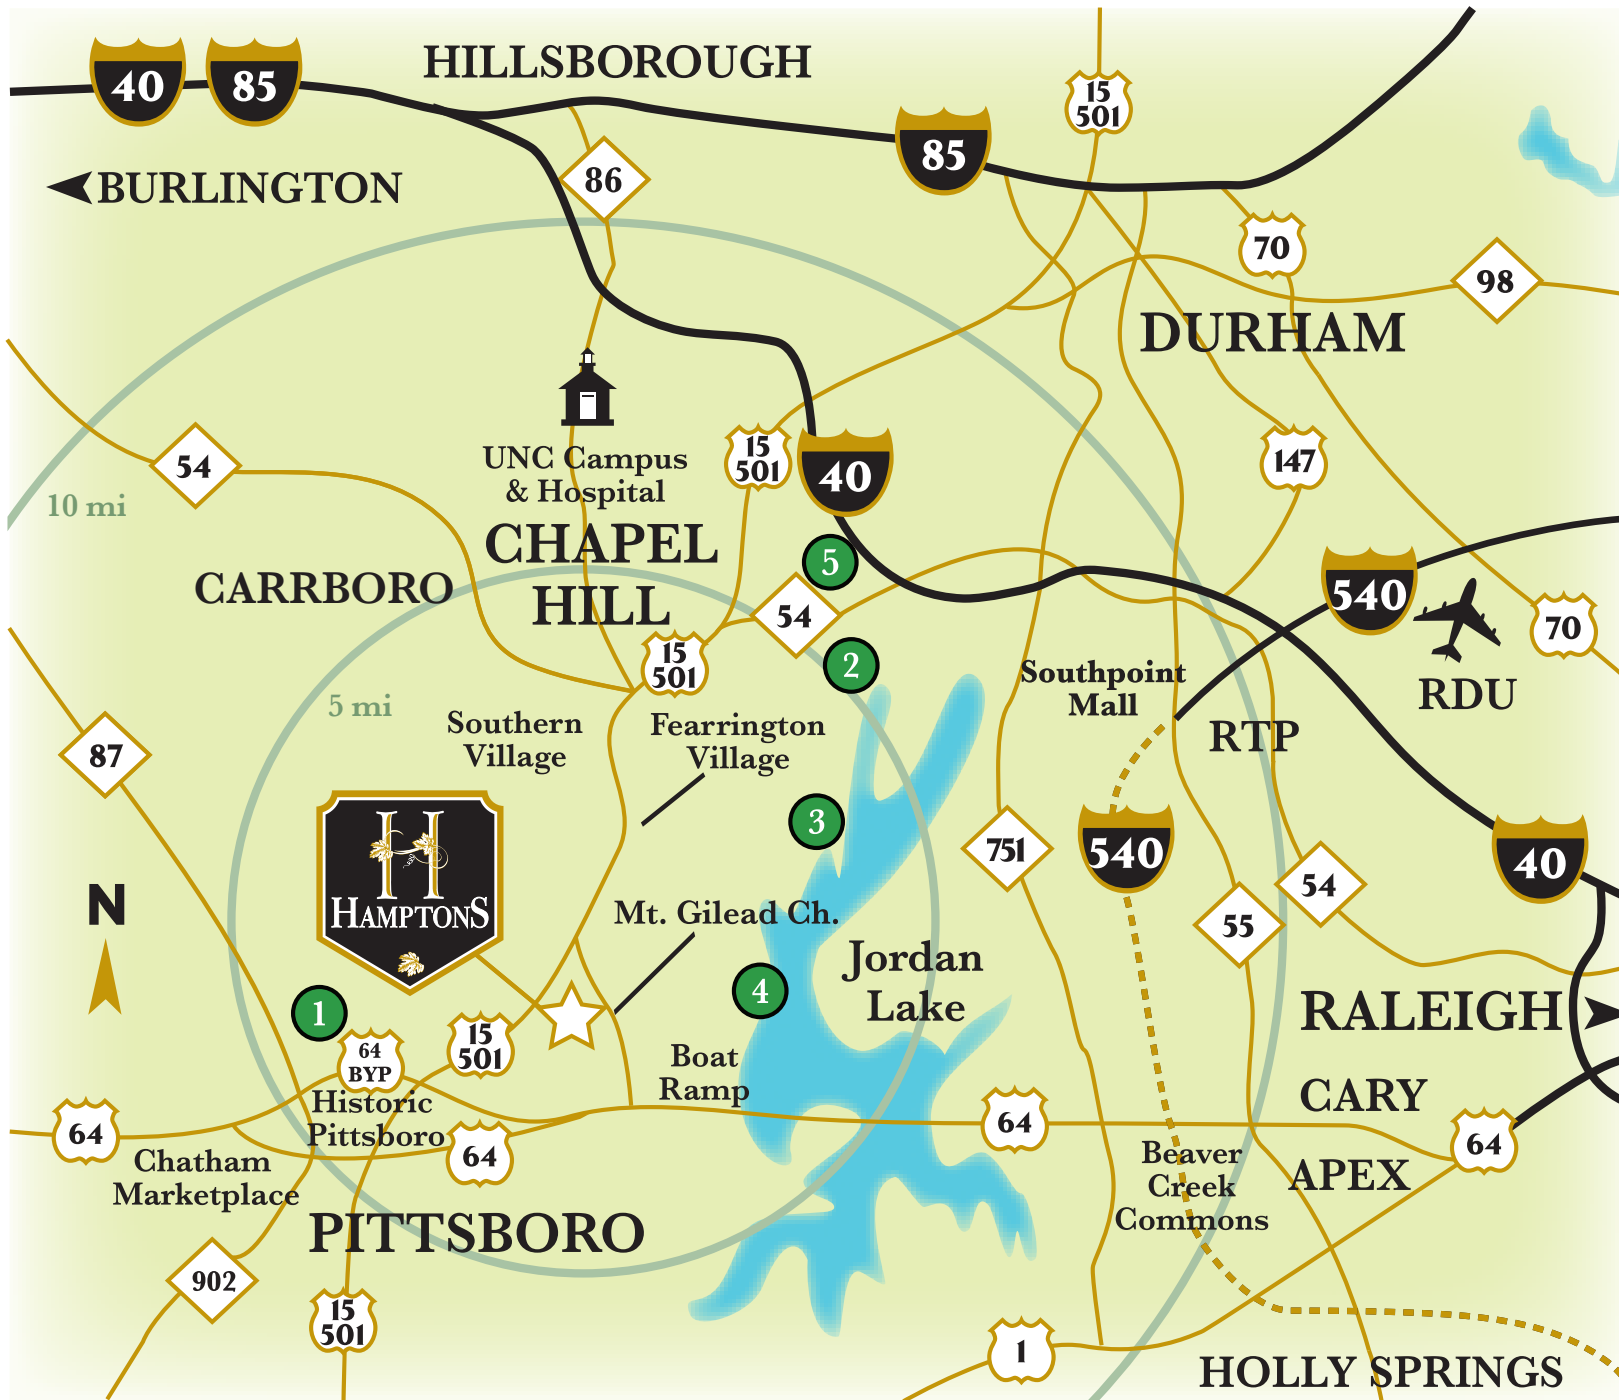 HILLSBOROUGH
40
85
15
501
85
BURLINGTON
86
70
98
DURHAM
54
UNC Campus
& Hospital
15
501
40
147
10 mi
CHAPEL
HILL
CARRBORO
5
54
540
70
15
501
2
Southpoint
Mall
RDU
5 mi
Southern
Village
Fearrington
Village
RTP
87
3
751
540
40
H
HAMPTONS
54
N
Mt. Gilead Ch.
55
Jordan
Lake
4
1
RALEIGH
15
501
64
BYP
Boat
Ramp
Historic
Pittsboro
CARY
64
64
64
64
Chatham
Marketplace
Beaver
Creek
Commons
APEX
PITTSBORO
902
15
501
1
HOLLY SPRINGS